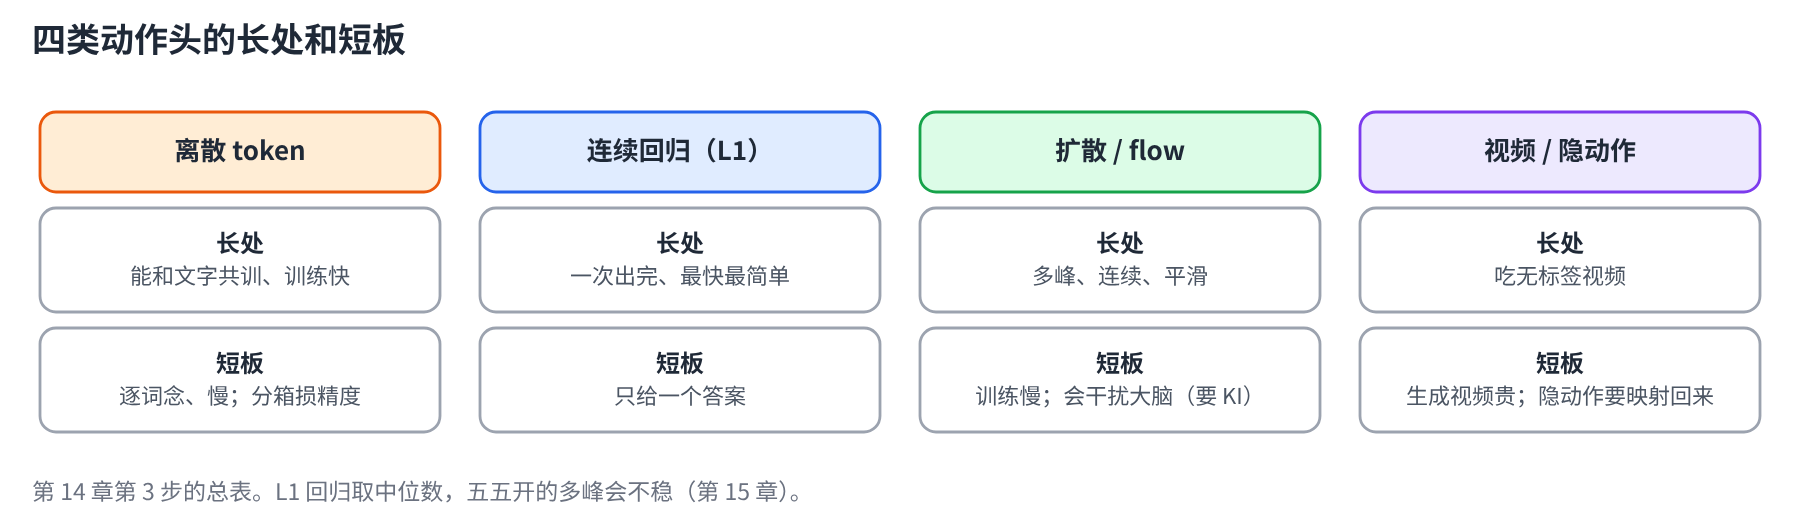 四类动作头的长处和短板
离散 token
连续回归（L1）
扩散 / flow
视频 / 隐动作
长处
能和文字共训、训练快
长处
一次出完、最快最简单
长处
多峰、连续、平滑
长处
吃无标签视频
短板
逐词念、慢；分箱损精度
短板
只给一个答案
短板
训练慢；会干扰大脑（要 KI）
短板
生成视频贵；隐动作要映射回来
第 14 章第 3 步的总表。L1 回归取中位数，五五开的多峰会不稳（第 15 章）。